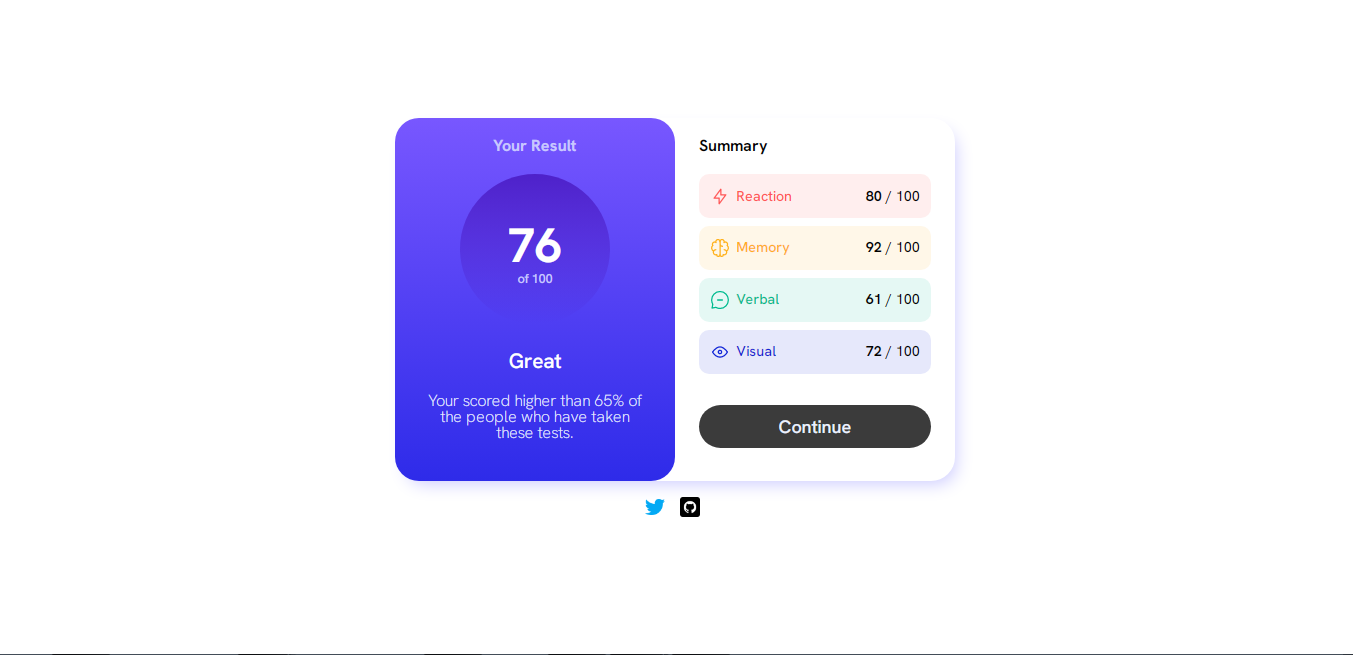 Your Result
76
of 100
Great
Your scored higher than 65% of
the people who have taken
these tests.
Summary
Reaction 80 / 100
Memory 92 / 100
Verbal 61 / 100
Visual 72 / 100
Continue